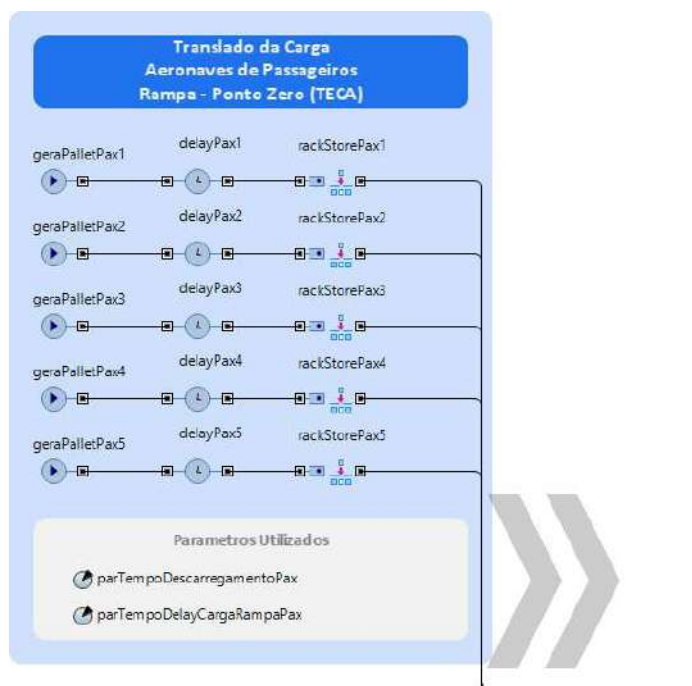 Translado da Carga
Aeronaves de Passageiros
Rampa - Ponto Zero (TECA)
geraPalletPax1 delayPax1 rackStorePax1
geraPalletPax2 delayPax2 rackStorePax2
geraPalletPax3 delayPax3 rackStorePax3
geraPalletPax4 delayPax4 rackStorePax4
geraPalletPax5 delayPax5 rackStorePax5
Parametros Utilizados
parTempoDescarregamentoPax
parTempoDelayCargaRampaPax